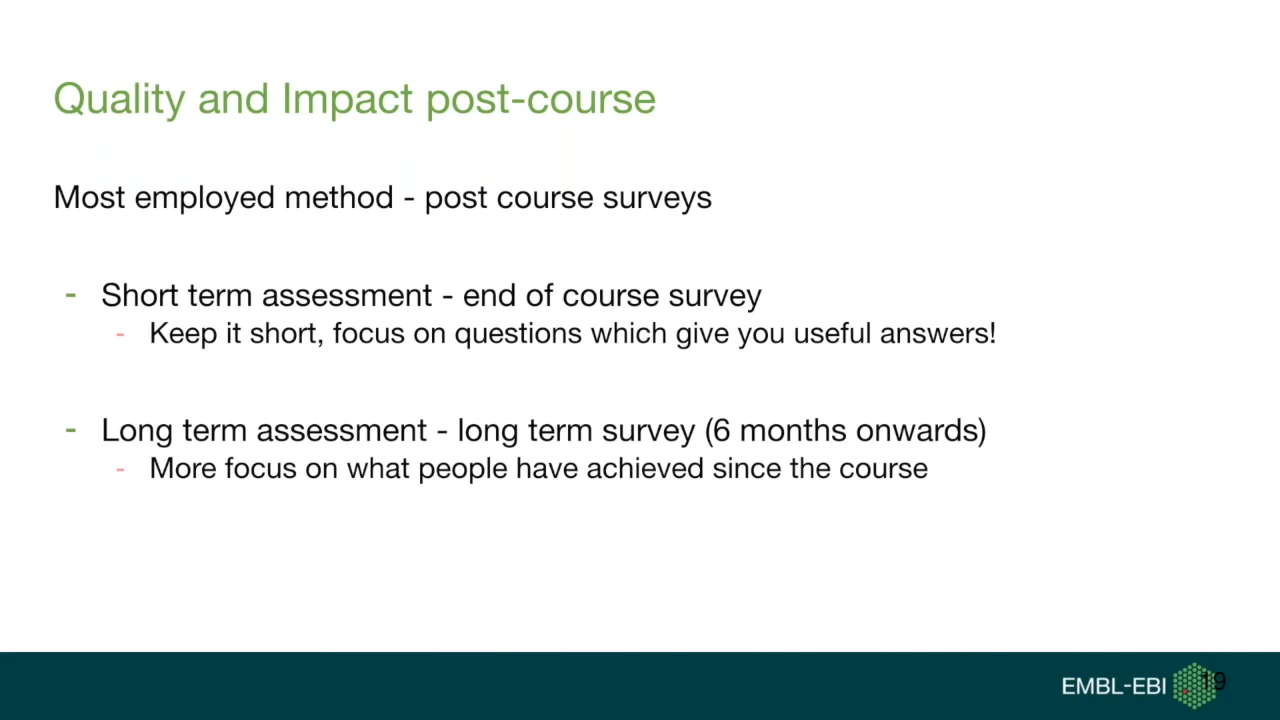 Quality and Impact post-course
Most employed method - post course surveys
- Short term assessment - end of course survey
- Keep it short, focus on questions which give you useful answers!
- Long term assessment - long term survey (6 months onwards)
- More focus on what people have achieved since the course
EMBL-EBI 19